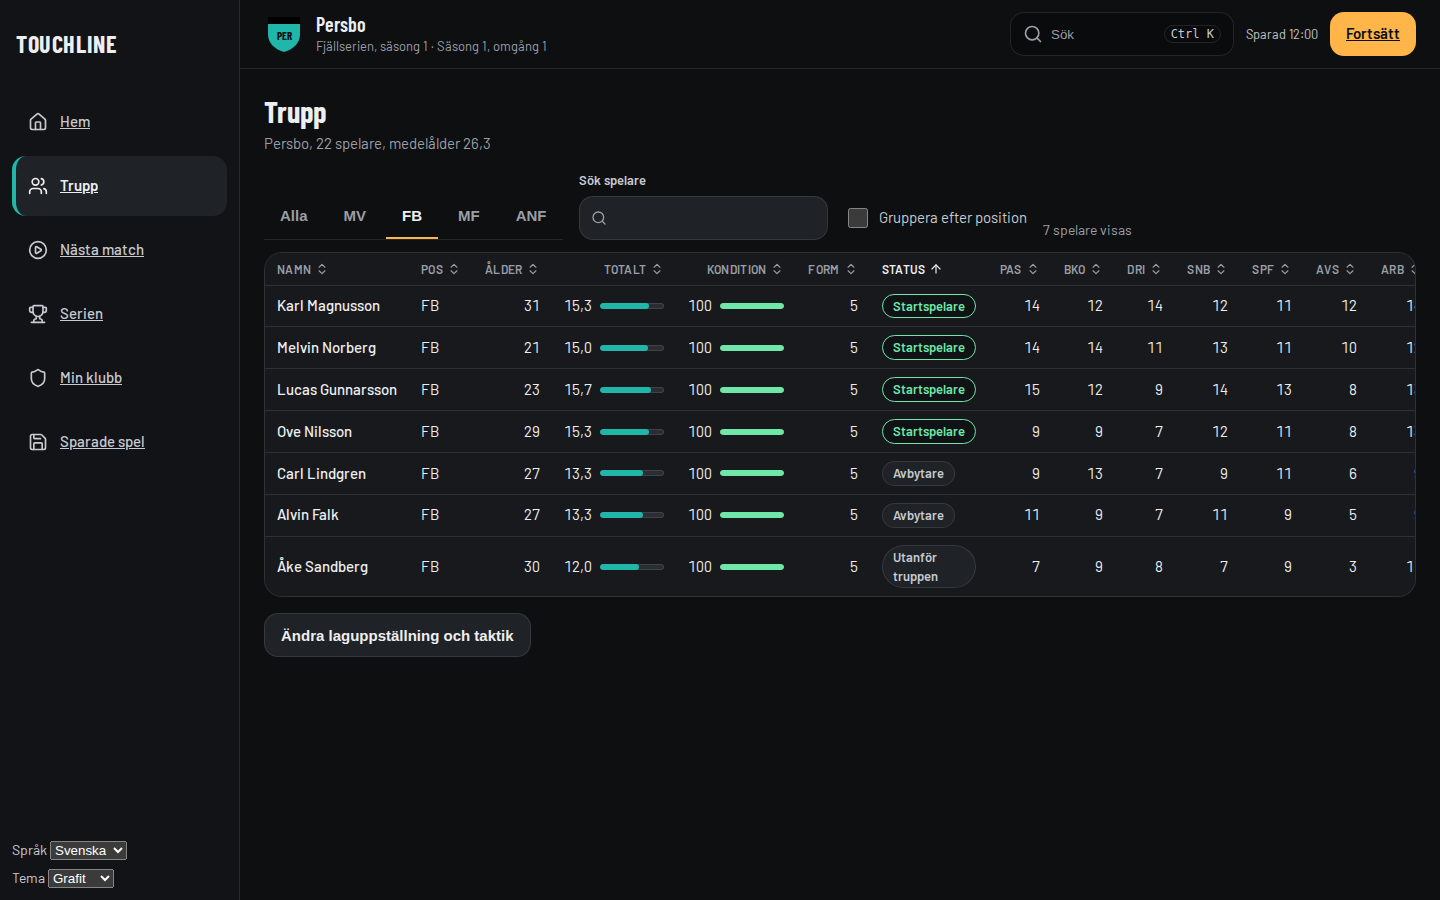 TOUCHLINE
Hem
Trupp
Nästa match
Serien
Min klubb
Sparade spel
Språk Svenska
Tema Grafit
PER
Persbo
Fjällserien, säsong 1 · Säsong 1, omgång 1
Sök Ctrl K
Sparad 12:00
Fortsätt
Trupp
Persbo, 22 spelare, medelålder 26,3
Sök spelare
Alla MV FB MF ANF
Gruppera efter position
7 spelare visas
NAMN POS ÅLDER TOTALT KONDITION FORM STATUS PAS BKO DRI SNB SPF AVS ARB
Karl Magnusson FB 31 15,3 100 5 Startspelare 14 12 14 12 11 12
Melvin Norberg FB 21 15,0 100 5 Startspelare 14 14 11 13 11 10
Lucas Gunnarsson FB 23 15,7 100 5 Startspelare 15 12 9 14 13 8
Ove Nilsson FB 29 15,3 100 5 Startspelare 9 9 7 12 11 8
Carl Lindgren FB 27 13,3 100 5 Avbytare 9 13 7 9 11 6
Alvin Falk FB 27 13,3 100 5 Avbytare 11 9 7 11 9 5
Åke Sandberg FB 30 12,0 100 5 Utanför truppen 7 9 8 7 9 3
Ändra laguppställning och taktik